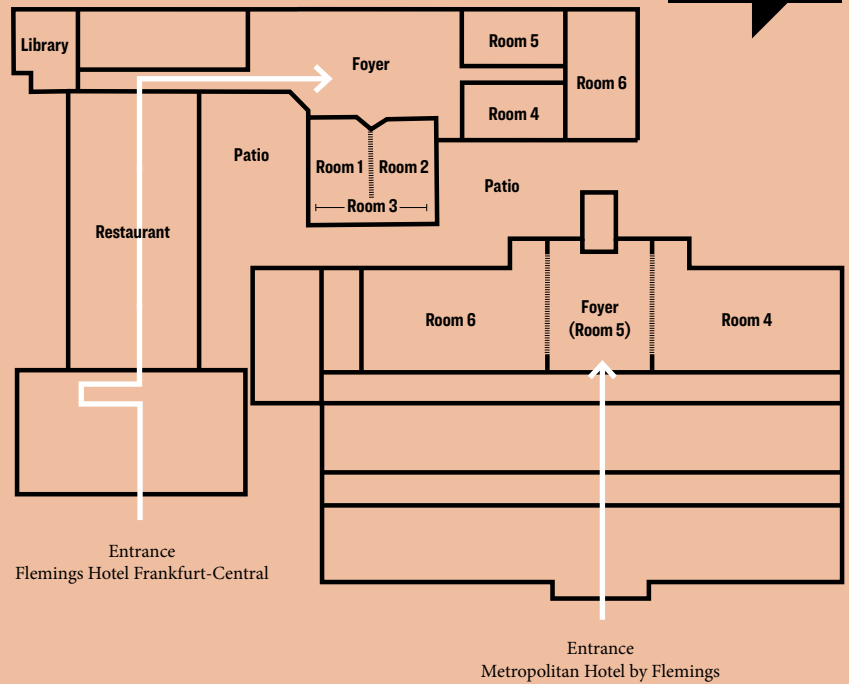 Library
Foyer
Room 5
Room 6
Room 4
Patio
Room 1
Room 2
Room 3
Patio
Restaurant
Room 6
Foyer
(Room 5)
Room 4
Entrance
Flemings Hotel Frankfurt-Central
Entrance
Metropolitan Hotel by Flemings